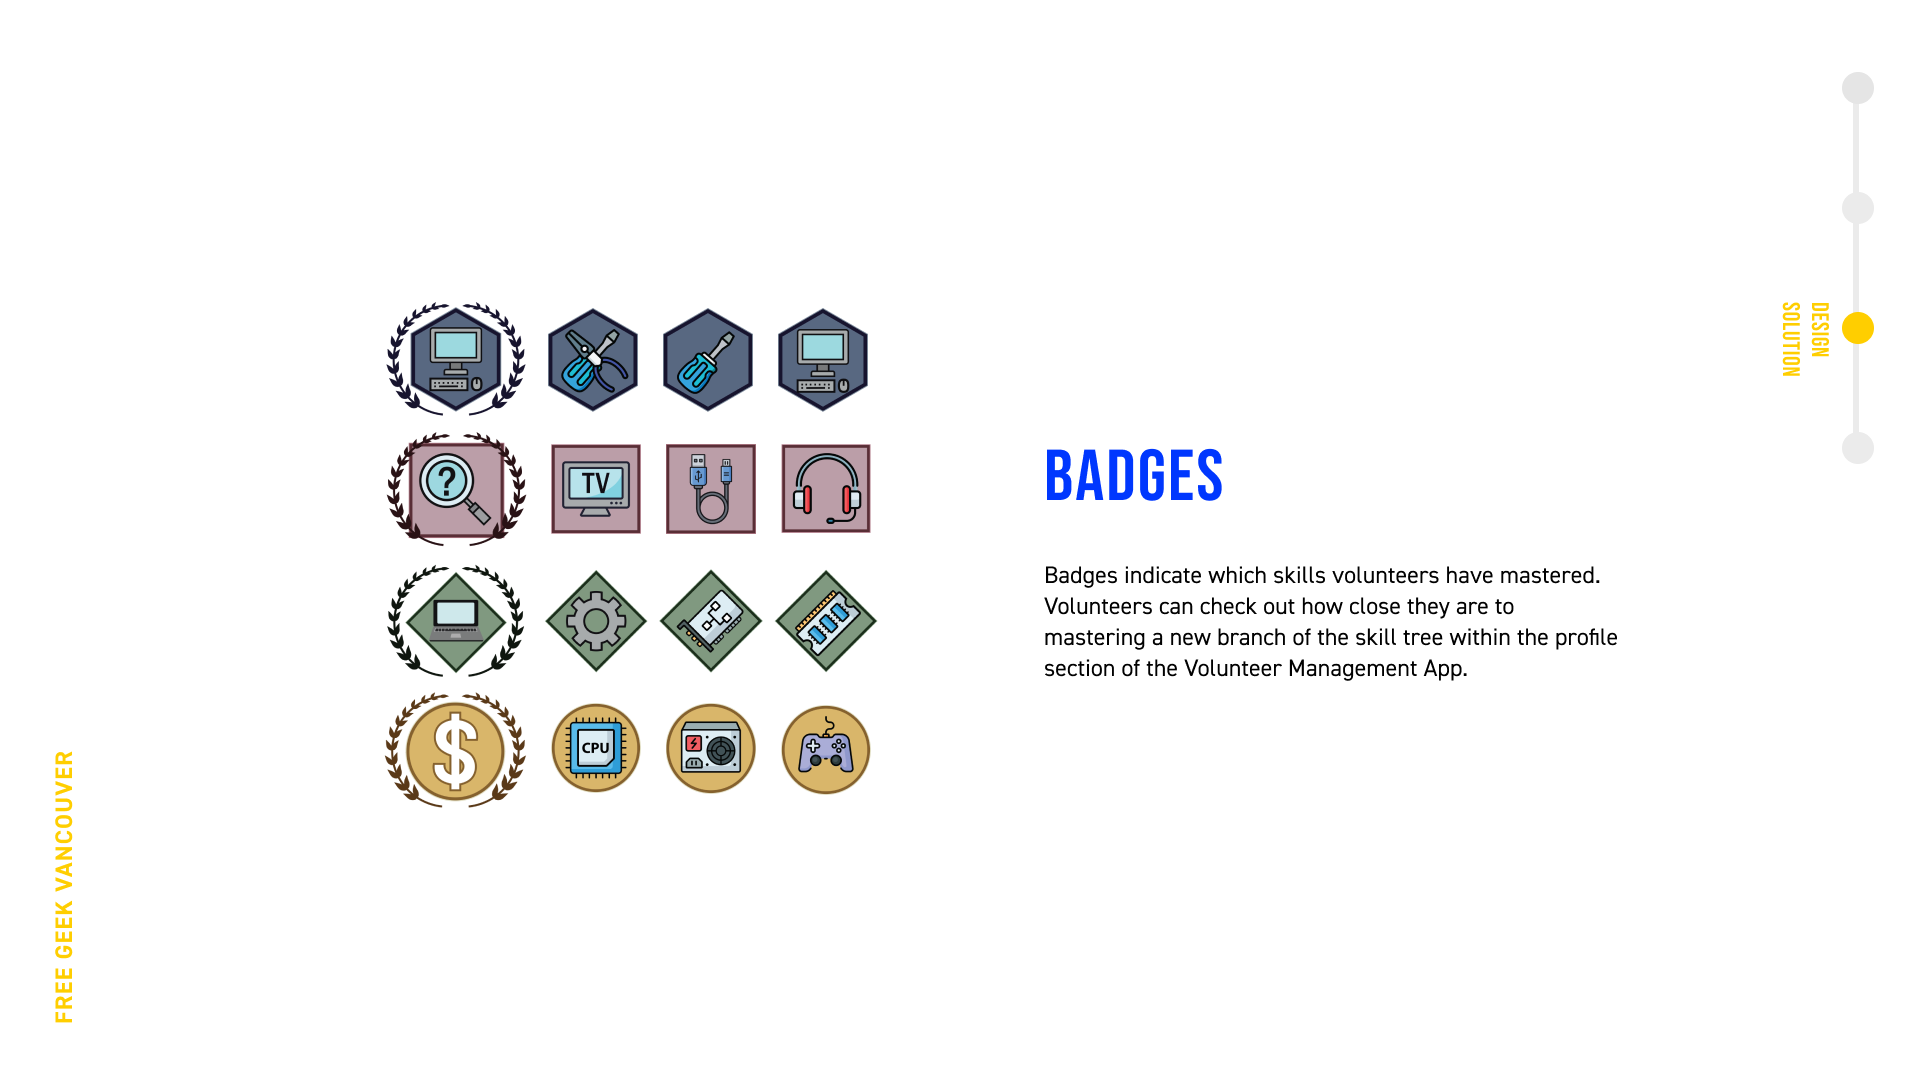 DESIGN
SOLUTION
?
TV
$
CPU
BADGES
Badges indicate which skills volunteers have mastered.
Volunteers can check out how close they are to
mastering a new branch of the skill tree within the profile
section of the Volunteer Management App.
FREE GEEK VANCOUVER